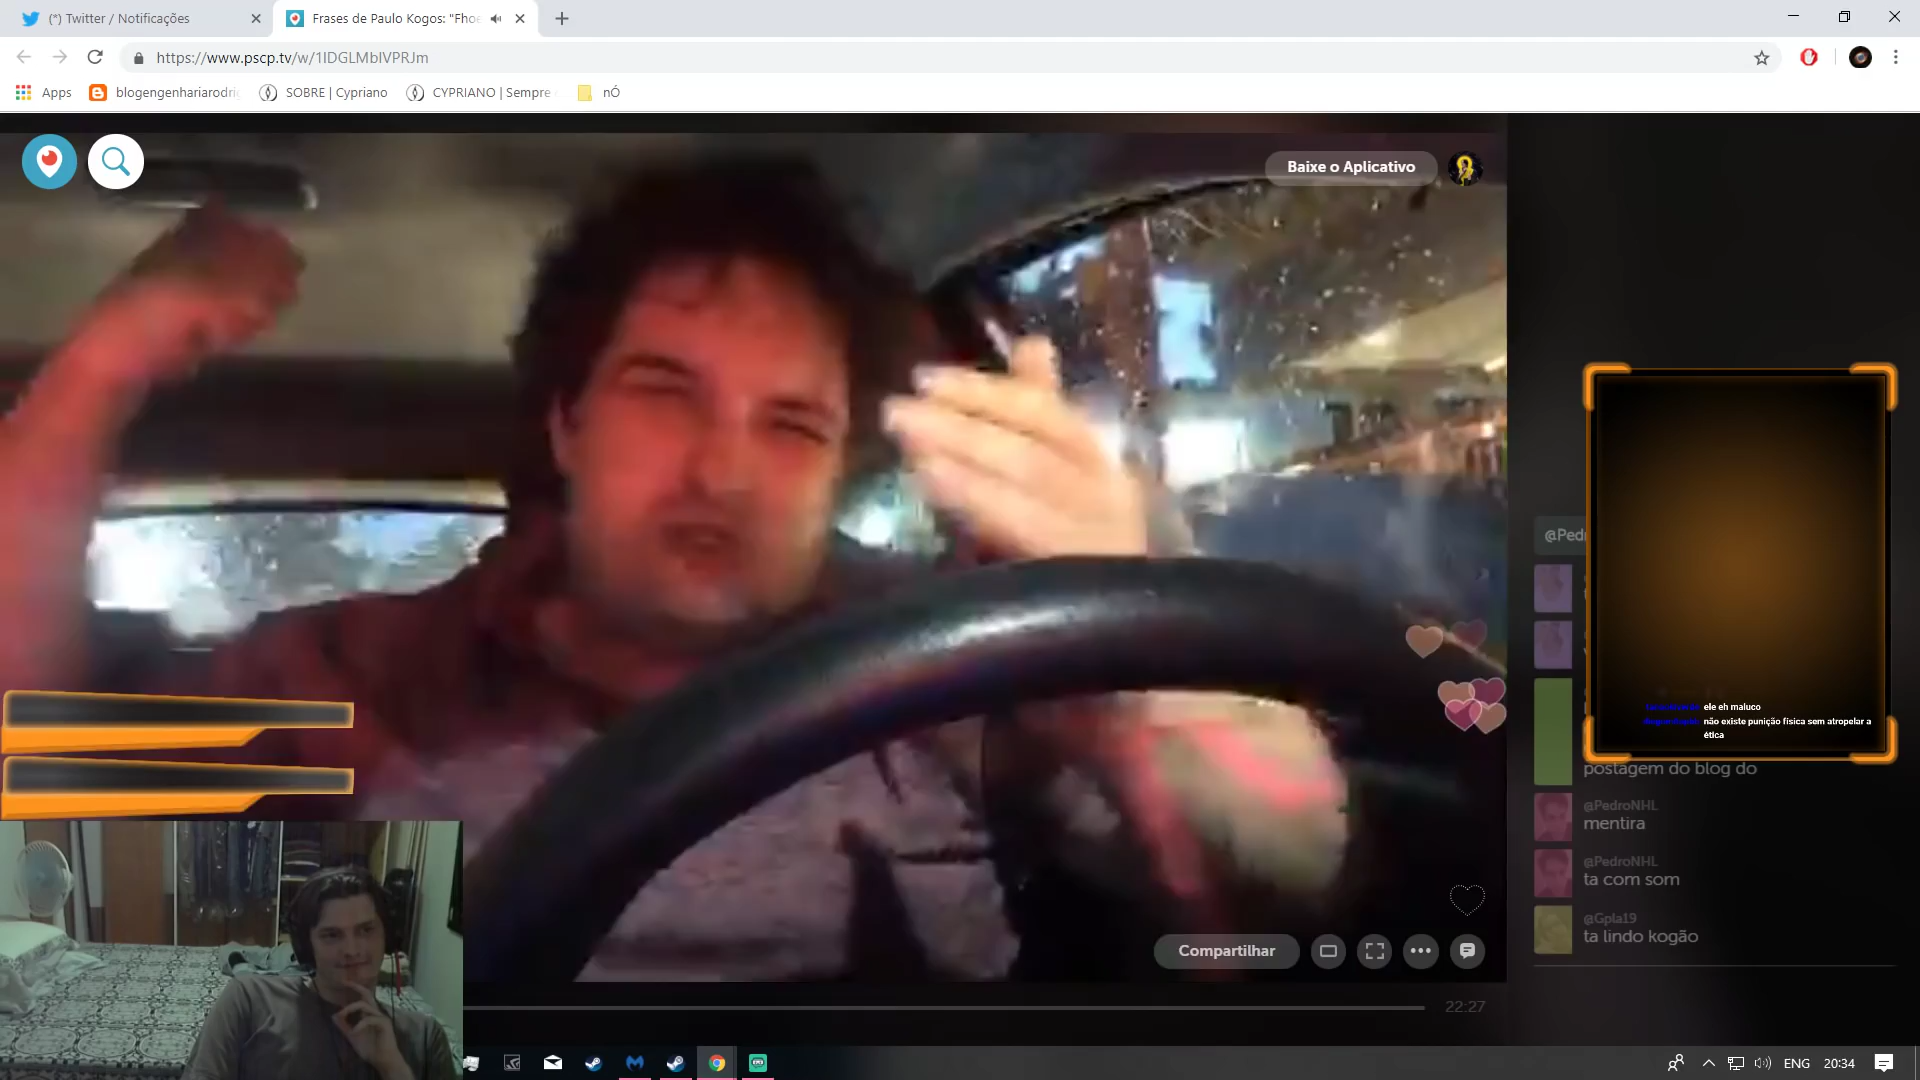 (*) Twitter / Notificações
Frases de Paulo Kogos: "Fhoe
https://www.pscp.tv/w/1IDGLMbIVPRJm
Apps
blogengenhariarodrig
SOBRE | Cypriano
CYPRIANO | Sempre
nÓ
Baixe o Aplicativo
ele eh maluco
não existe punição física sem atropelar a
ética
postagem do blog do
@PedroNHL
mentira
@PedroNHL
ta com som
@Gpla19
ta lindo kogão
Compartilhar
22:27
ENG
20:34